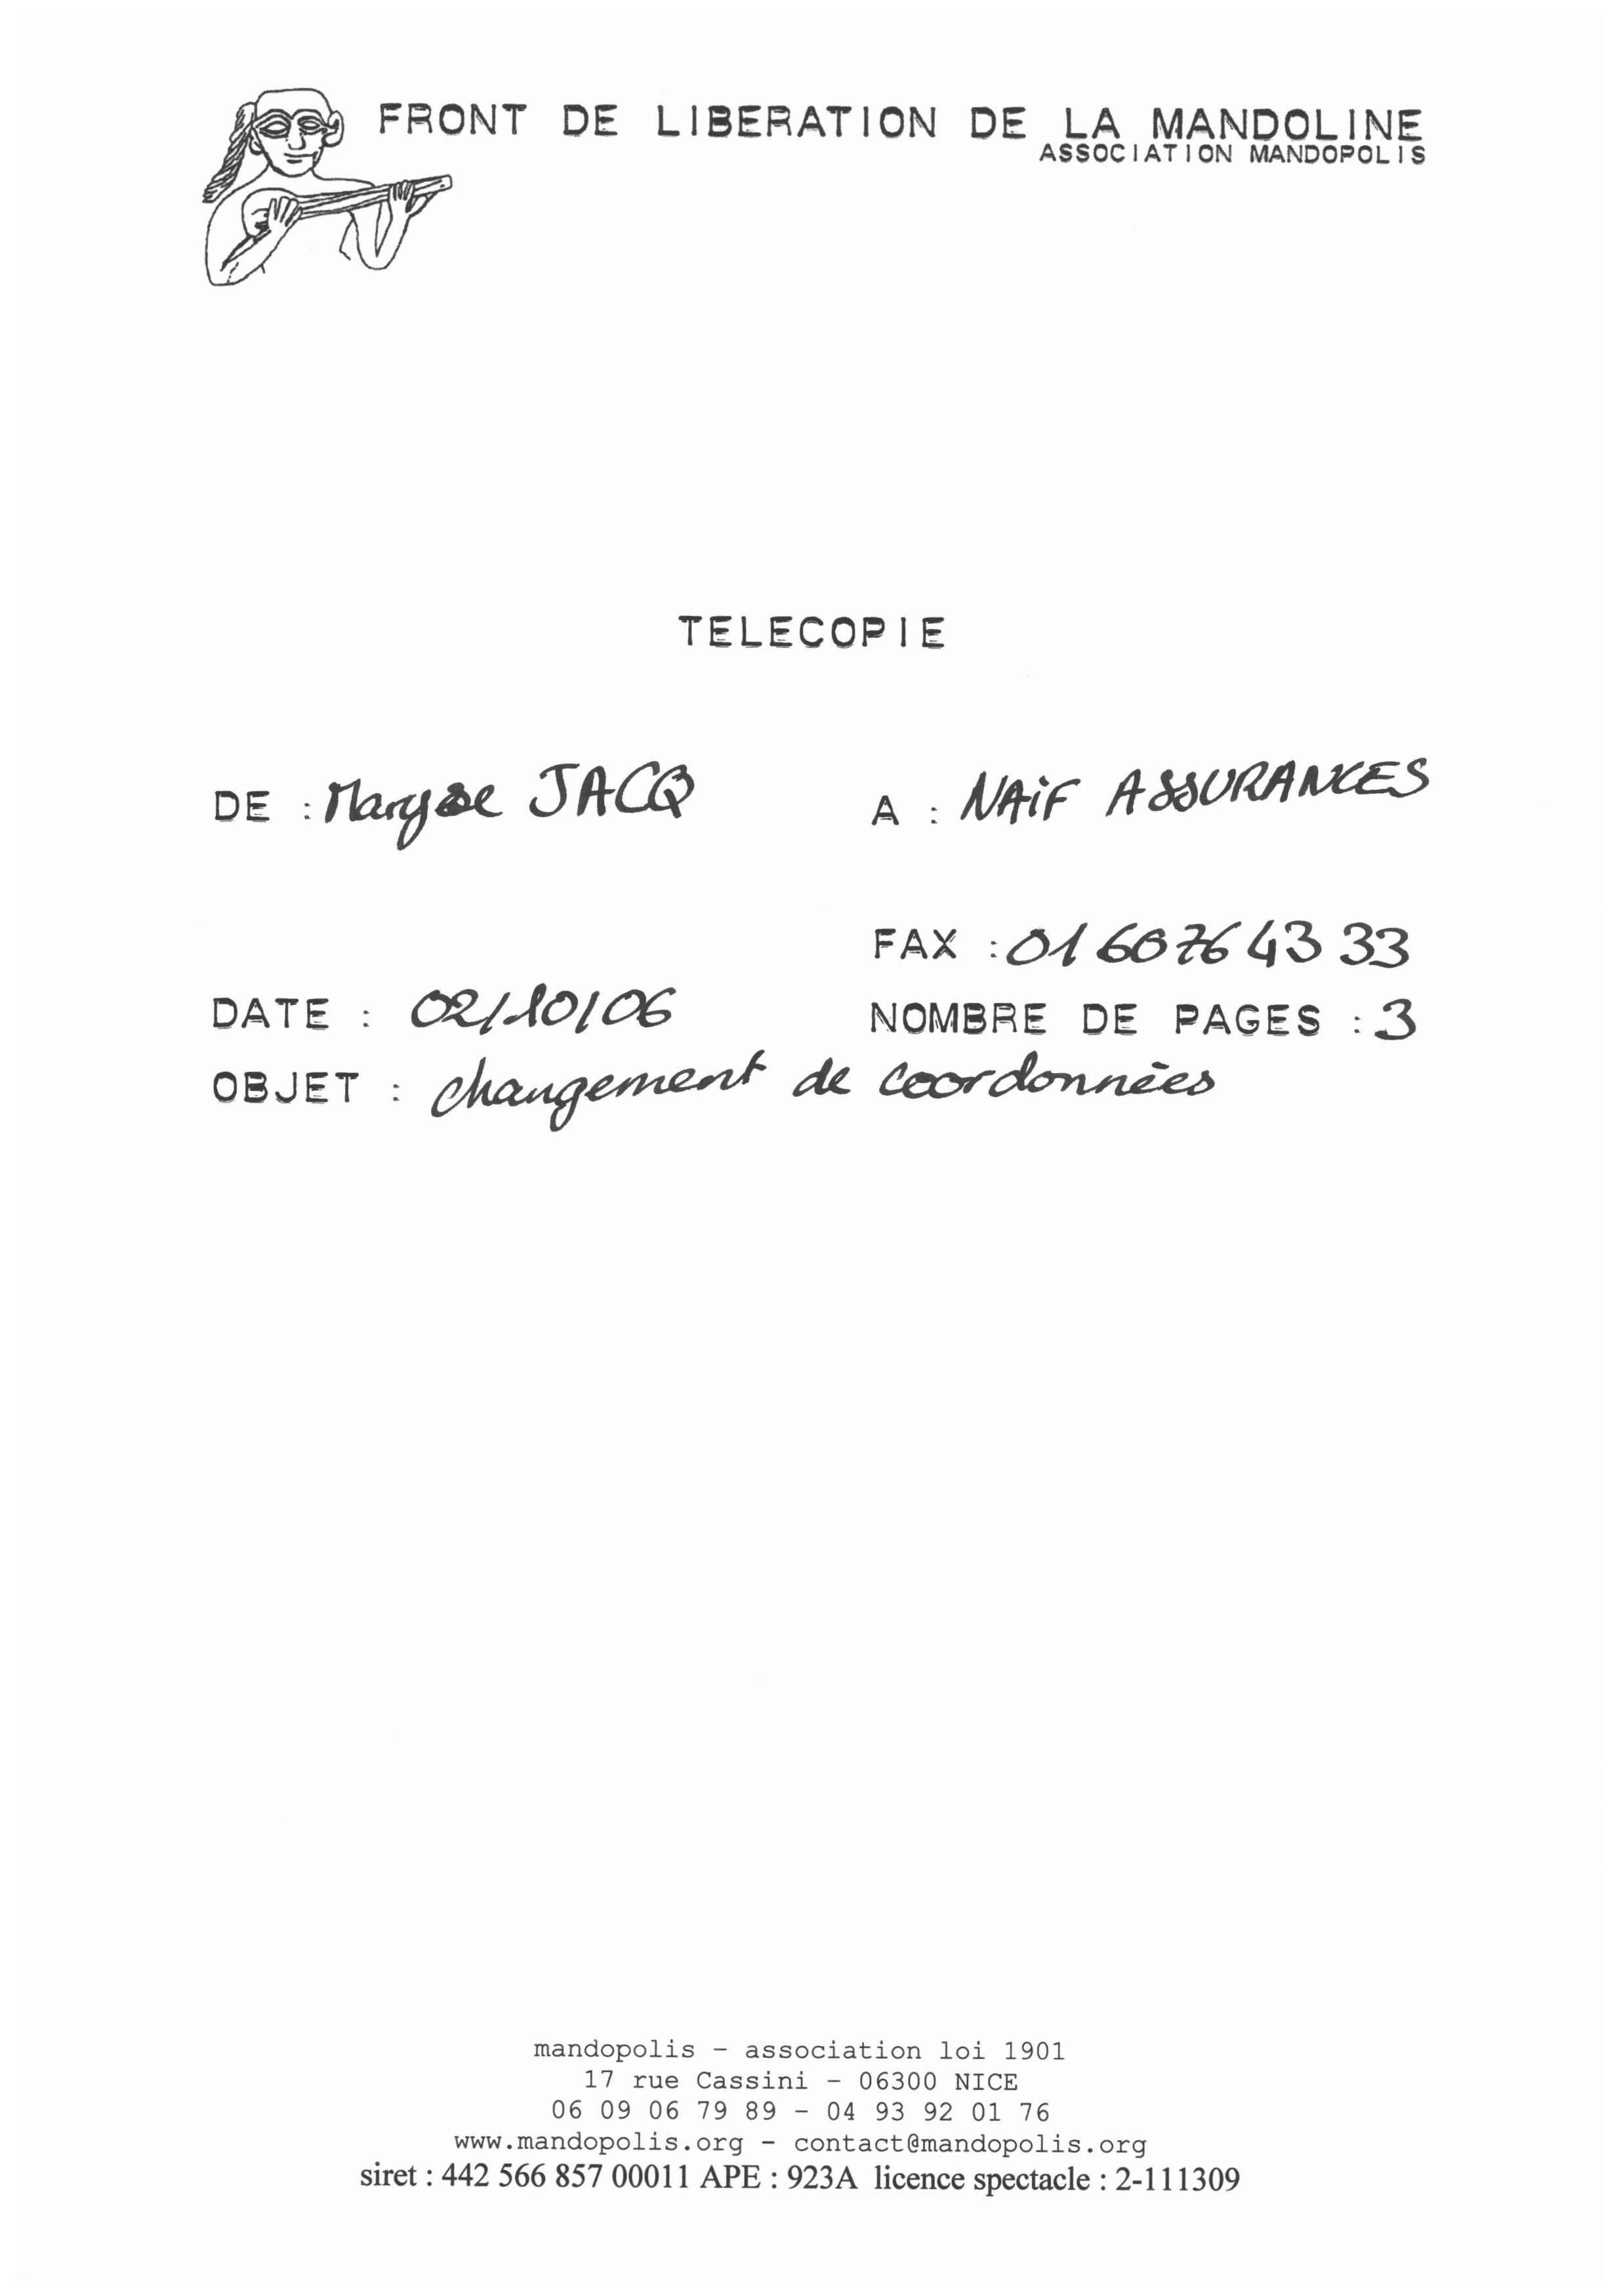 FRONT DE LIBERATION DE LA MANDOLINE
ASSOCIATION MANDOPOLIS
TELECOPIE
DE : Maryse JACQ
A : NAiF ASSURANCES
FAX : 01 60 76 43 33
DATE : 02/10/06
NOMBRE DE PAGES : 3
OBJET : changement de coordonnées
mandopolis - association loi 1901
17 rue Cassini - 06300 NICE
06 09 06 79 89 - 04 93 92 01 76
www.mandopolis.org - contact@mandopolis.org
siret : 442 566 857 00011 APE : 923A licence spectacle : 2-111309